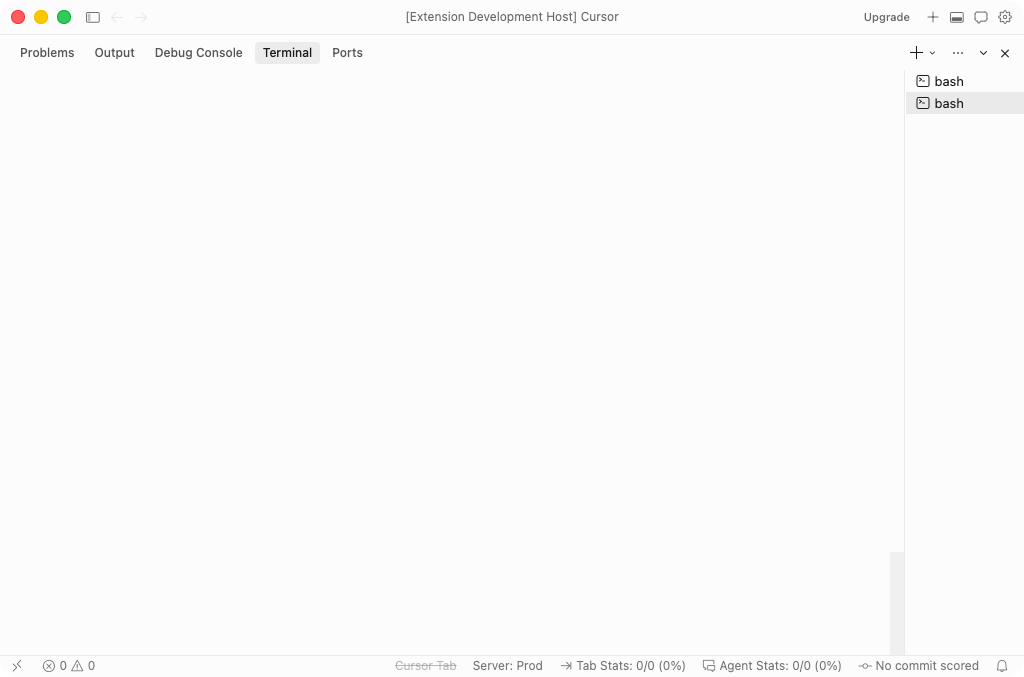 [Extension Development Host] Cursor
Upgrade
Problems Output Debug Console Terminal Ports
bash
bash
0 0 Cursor Tab Server: Prod Tab Stats: 0/0 (0%) Agent Stats: 0/0 (0%) No commit scored